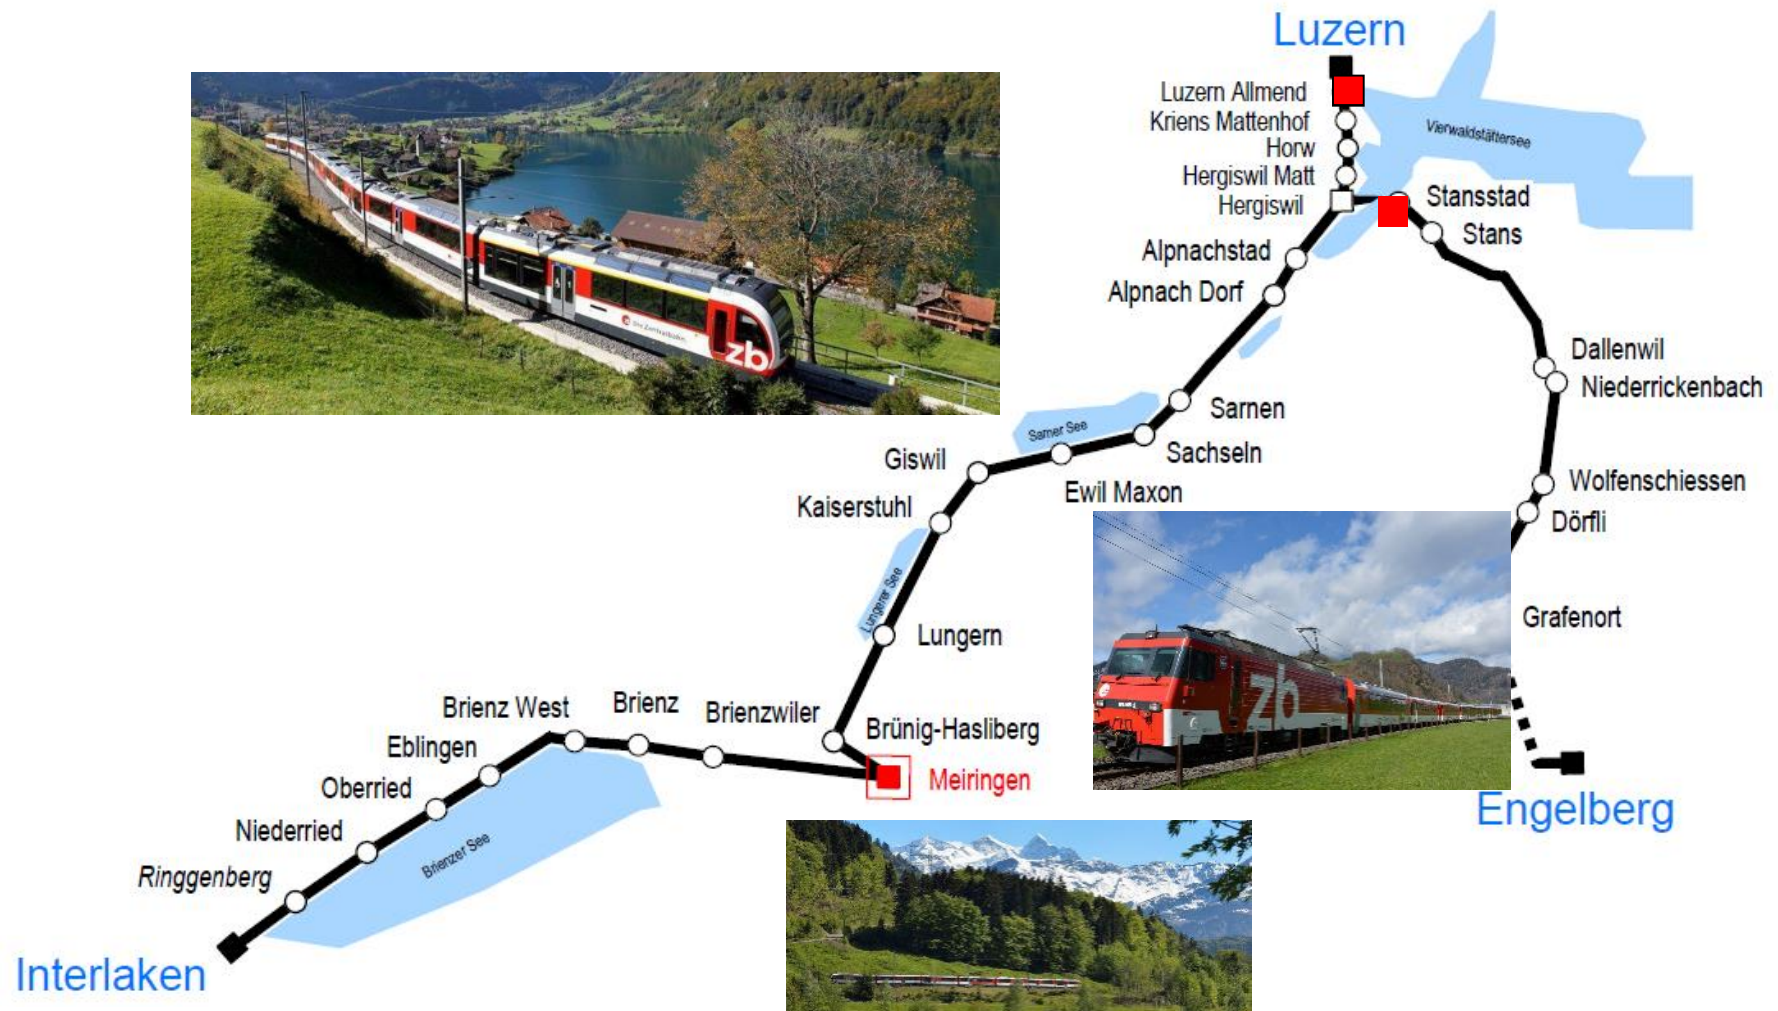 Luzern
Luzern Allmend
Kriens Mattenhof
Horw
Hergiswil Matt
Hergiswil
Vierwaldstättersee
Stansstad
Stans
Alpnachstad
Alpnach Dorf
Dallenwil
Niederrickenbach
Sarnen
Sarner See
Sachseln
Giswil
Ewil Maxon
Kaiserstuhl
Wolfenschiessen
Dörfli
Lungerer See
Grafenort
Lungern
Brienz West
Brienz
Brienzwiler
Brünig-Hasliberg
Eblingen
Meiringen
Oberried
Niederried
Brienzer See
Ringgenberg
Engelberg
Interlaken
Die Zentralbahn
zb
zb